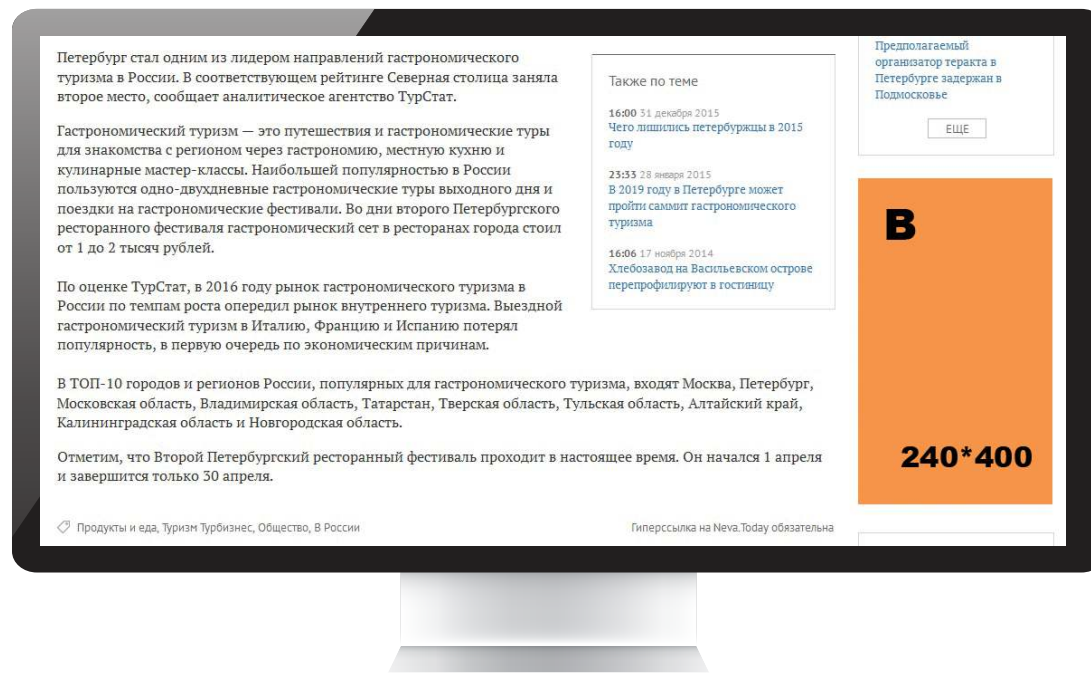 Петербург стал одним из лидером направлений гастрономического
туризма в России. В соответствующем рейтинге Северная столица заняла
второе место, сообщает аналитическое агентство ТурСтат.
Гастрономический туризм — это путешествия и гастрономические туры
для знакомства с регионом через гастрономию, местную кухню и
кулинарные мастер-классы. Наибольшей популярностью в России
пользуются одно-двухдневные гастрономические туры выходного дня и
поездки на гастрономические фестивали. Во дни второго Петербургского
ресторанного фестиваля гастрономический сет в ресторанах города стоил
от 1 до 2 тысяч рублей.
По оценке ТурСтат, в 2016 году рынок гастрономического туризма в
России по темпам роста опередил рынок внутреннего туризма. Выездной
гастрономический туризм в Италию, Францию и Испанию потерял
популярность, в первую очередь по экономическим причинам.
В ТОП-10 городов и регионов России, популярных для гастрономического туризма, входят Москва, Петербург,
Московская область, Владимирская область, Татарстан, Тверская область, Тульская область, Алтайский край,
Калининградская область и Новгородская область.
Отметим, что Второй Петербургский ресторанный фестиваль проходит в настоящее время. Он начался 1 апреля
и завершится только 30 апреля.
Продукты и еда, Туризм Турбизнес, Общество, В России
Гиперссылка на Neva.Today обязательна
Также по теме
16:00 31 декабря 2015
Чего лишились петербуржцы в 2015
году
23:33 28 января 2015
В 2019 году в Петербурге может
пройти саммит гастрономического
туризма
16:06 17 ноября 2014
Хлебозавод на Васильевском острове
перепрофилируют в гостиницу
Предполагаемый
организатор теракта в
Петербурге задержан в
Подмосковье
ЕЩЕ
B
240*400